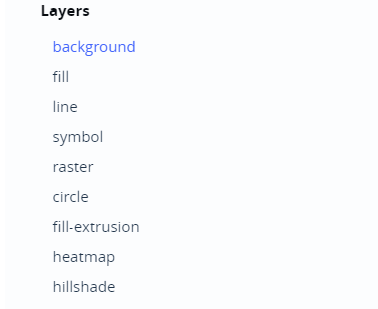 Layers
background
fill
line
symbol
raster
circle
fill-extrusion
heatmap
hillshade